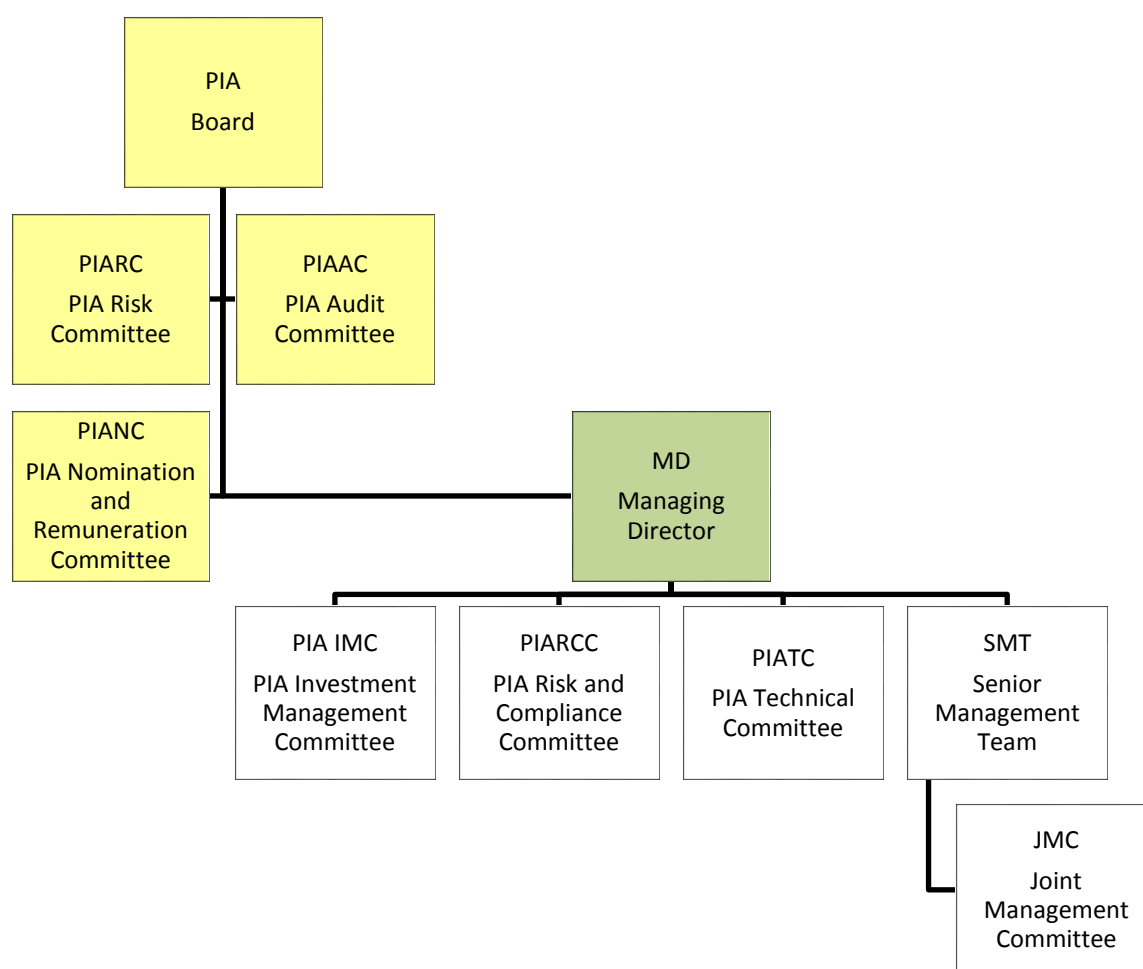 PIA
Board
PIARC
PIA Risk
Committee
PIAAC
PIA Audit
Committee
PIANC
PIA Nomination
and
Remuneration
Committee
MD
Managing
Director
PIA IMC
PIA Investment
Management
Committee
PIARCC
PIA Risk and
Compliance
Committee
PIATC
PIA Technical
Committee
SMT
Senior
Management
Team
JMC
Joint
Management
Committee